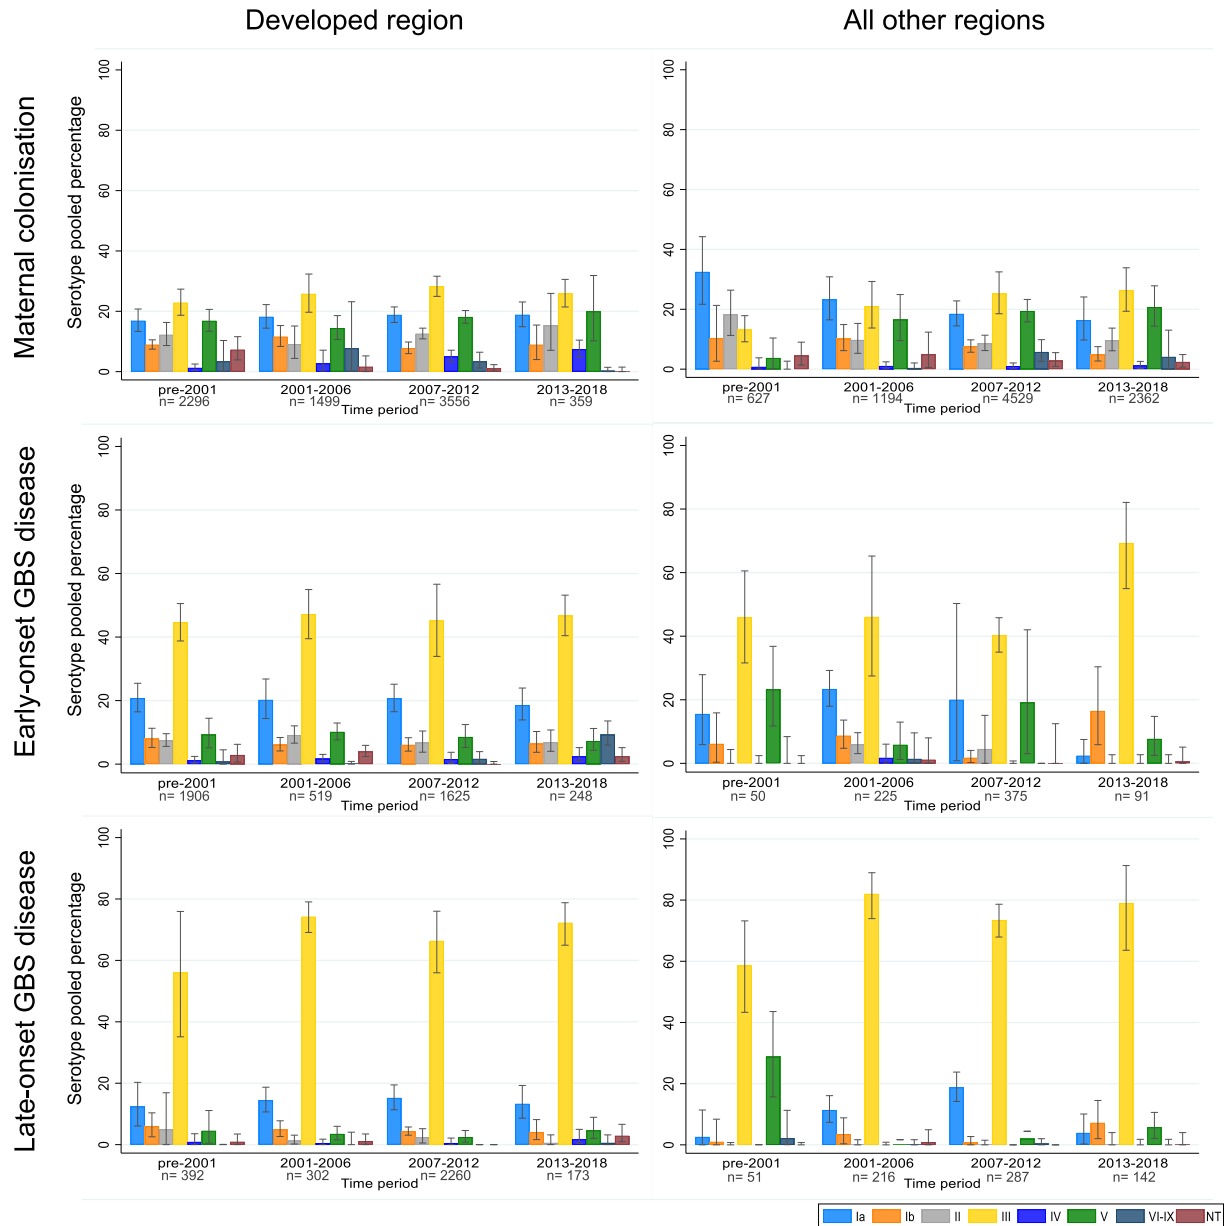 Developed region
All other regions
Maternal colonisation
Serotype pooled percentage
0 20 40 60 80 100
pre-2001 2001-2006 2007-2012 2013-2018
n= 2296 n= 1499 n= 3556 n= 359
Time period
0 20 40 60 80 100
pre-2001 2001-2006 2007-2012 2013-2018
n= 627 n= 1194 n= 4529 n= 2362
Time period
Early-onset GBS disease
Serotype pooled percentage
0 20 40 60 80 100
pre-2001 2001-2006 2007-2012 2013-2018
n= 1906 n= 519 n= 1625 n= 248
Time period
0 20 40 60 80 100
pre-2001 2001-2006 2007-2012 2013-2018
n= 50 n= 225 n= 375 n= 91
Time period
Late-onset GBS disease
Serotype pooled percentage
0 20 40 60 80 100
pre-2001 2001-2006 2007-2012 2013-2018
n= 392 n= 302 n= 2260 n= 173
Time period
0 20 40 60 80 100
pre-2001 2001-2006 2007-2012 2013-2018
n= 51 n= 216 n= 287 n= 142
Time period
Ia Ib II III IV V VI-IX NT